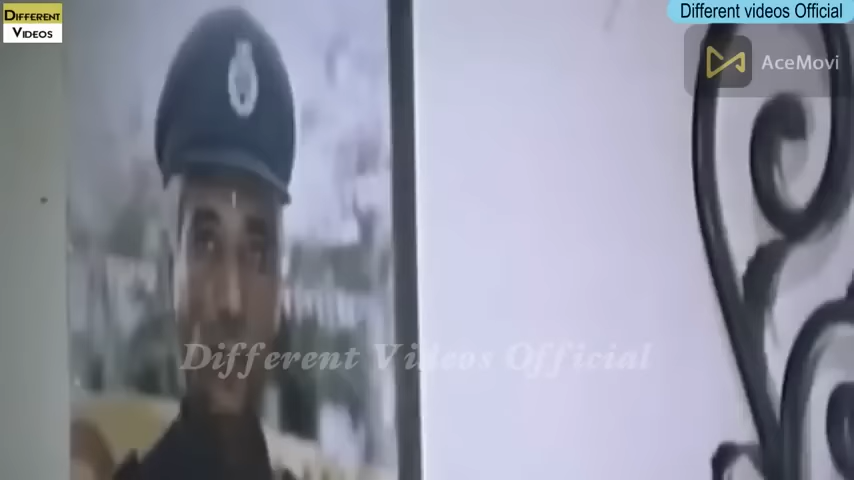 DIFFERENT
VIDEOS
Different videos Official
AceMovi
Different Videos Official